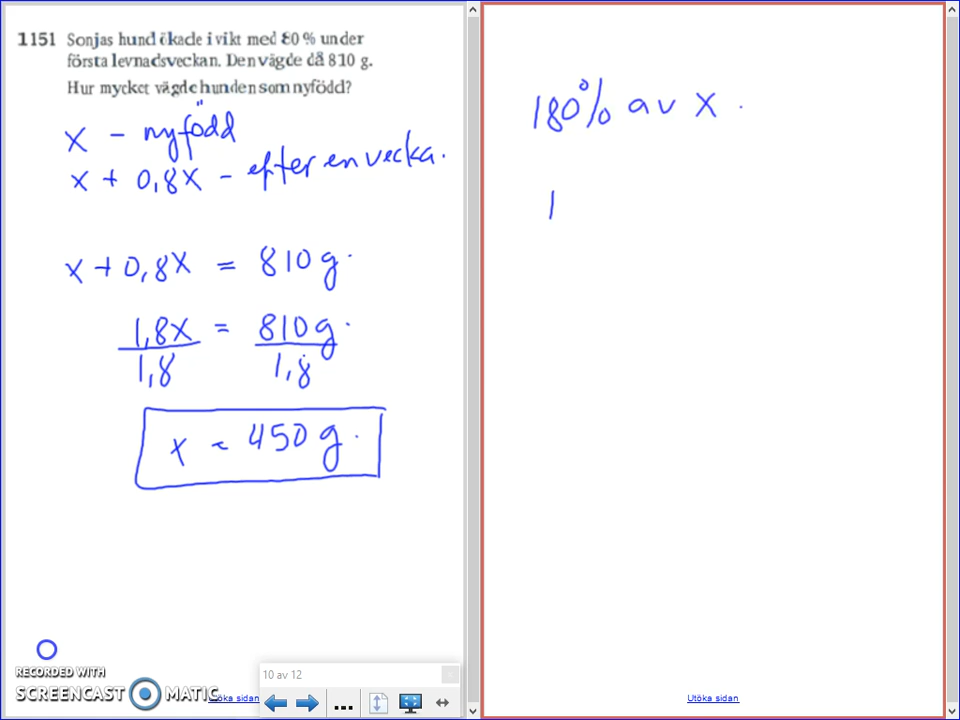 1151 Sonjas hund ökade i vikt med 80 % under
första levnadsveckan. Den vägde då 810 g.
Hur mycket vägde hunden som nyfödd?
x - nyfödd
x + 0,8x - efter en vecka.
x + 0,8x = 810 g.
1,8x = 810 g.
1,8 1,8
x = 450 g.
180% av x.
1
RECORDED WITH
SCREENCAST MATIC
Utöka sidan
10 av 12
...
Utöka sidan